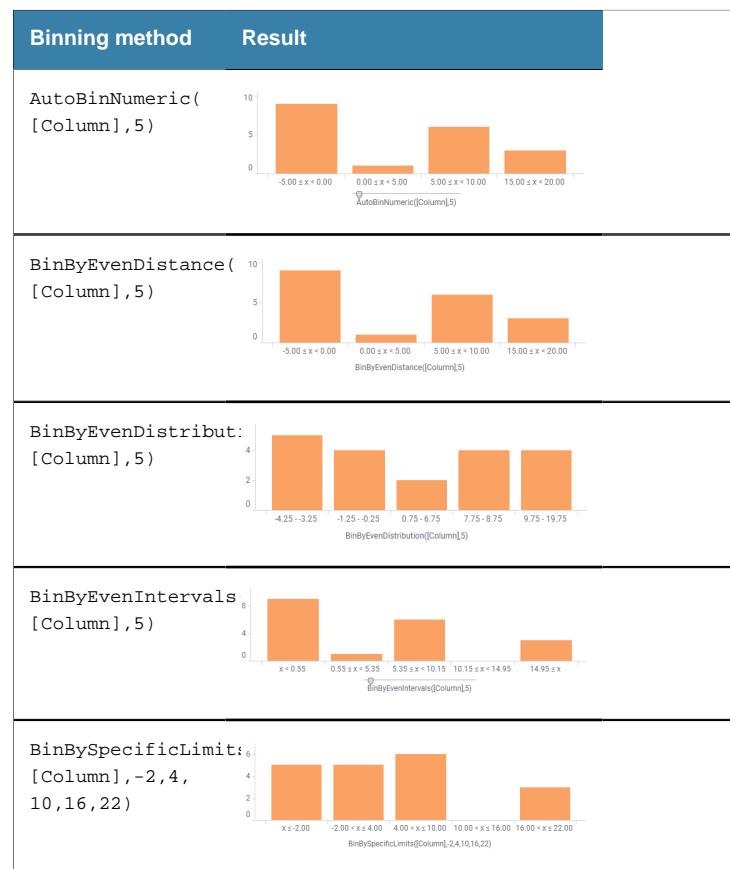 Binning method Result
AutoBinNumeric(
[Column],5)
10
5
0
-5.00 ≤ x < 0.00 0.00 ≤ x < 5.00 5.00 ≤ x < 10.00 15.00 ≤ x < 20.00
AutoBinNumeric([Column],5)
BinByEvenDistance(
[Column],5)
10
5
0
-5.00 ≤ x < 0.00 0.00 ≤ x < 5.00 5.00 ≤ x < 10.00 15.00 ≤ x < 20.00
BinByEvenDistance([Column],5)
BinByEvenDistributi
[Column],5)
4
2
0
-4.25 - -3.25 -1.25 - -0.25 0.75 - 6.75 7.75 - 8.75 9.75 - 19.75
BinByEvenDistribution([Column],5)
BinByEvenIntervals
[Column],5)
8
4
0
x < 0.55 0.55 ≤ x < 5.35 5.35 ≤ x < 10.15 10.15 ≤ x < 14.95 14.95 ≤ x
BinByEvenIntervals([Column],5)
BinBySpecificLimits
[Column],-2,4,
10,16,22)
6
4
2
0
x ≤ -2.00 -2.00 < x ≤ 4.00 4.00 < x ≤ 10.00 10.00 < x ≤ 16.00 16.00 < x ≤ 22.00
BinBySpecificLimits([Column],-2,4,10,16,22)